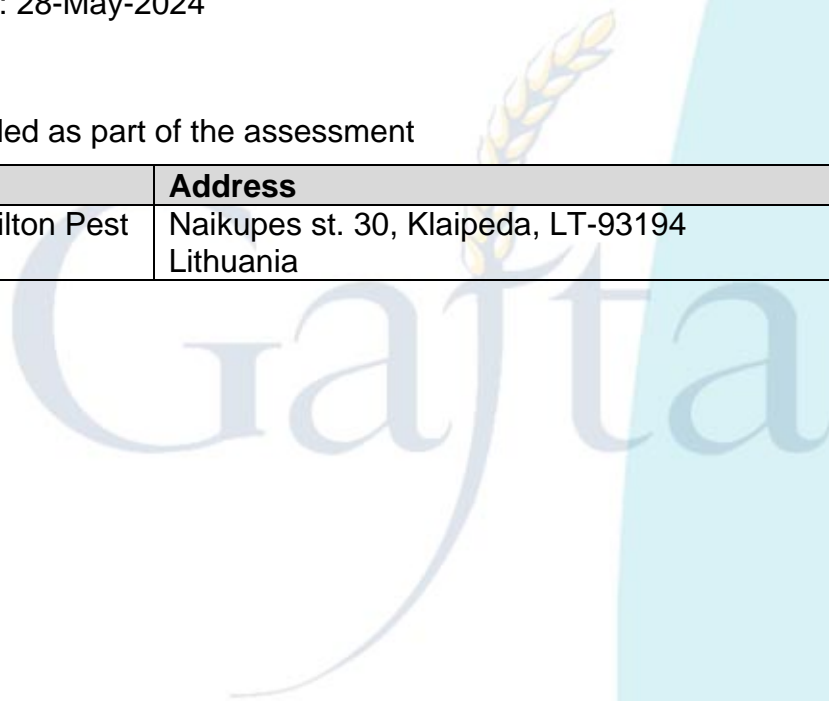 : 28-May-2024
led as part of the assessment
Address
ilton Pest Naikupes st. 30, Klaipeda, LT-93194
Lithuania
Gafta